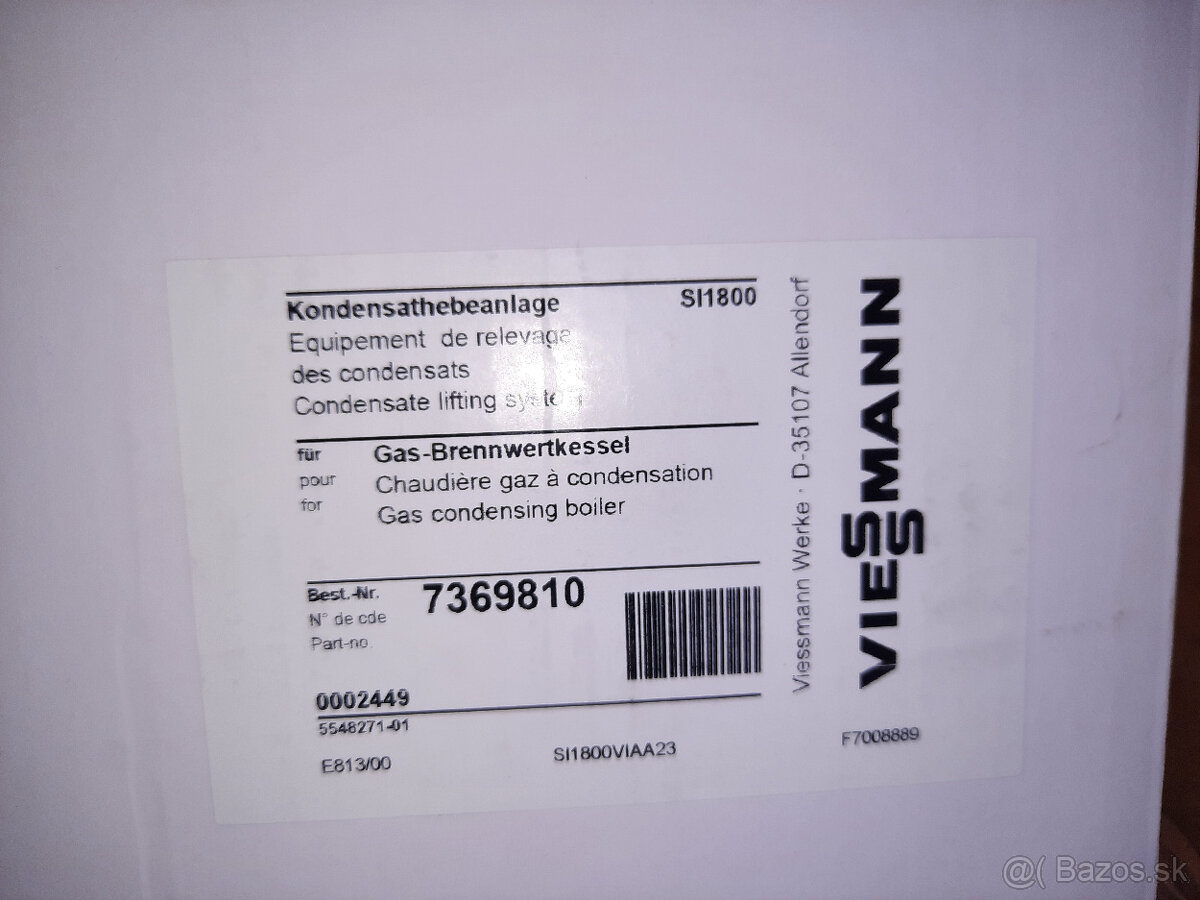 Kondensathebeanlage SI1800
Equipement de relevage
des condensats
Condensate lifting system
für Gas-Brennwertkessel
pour Chaudière gaz à condensation
for Gas condensing boiler
Best.-Nr. 7369810
N° de cde
Part-no.
0002449
5548271-01
E813/00 SI1800VIAA23
F7008889
Viessmann Werke · D-35107 Allendorf
VIESSMANN
@( Bazos.sk